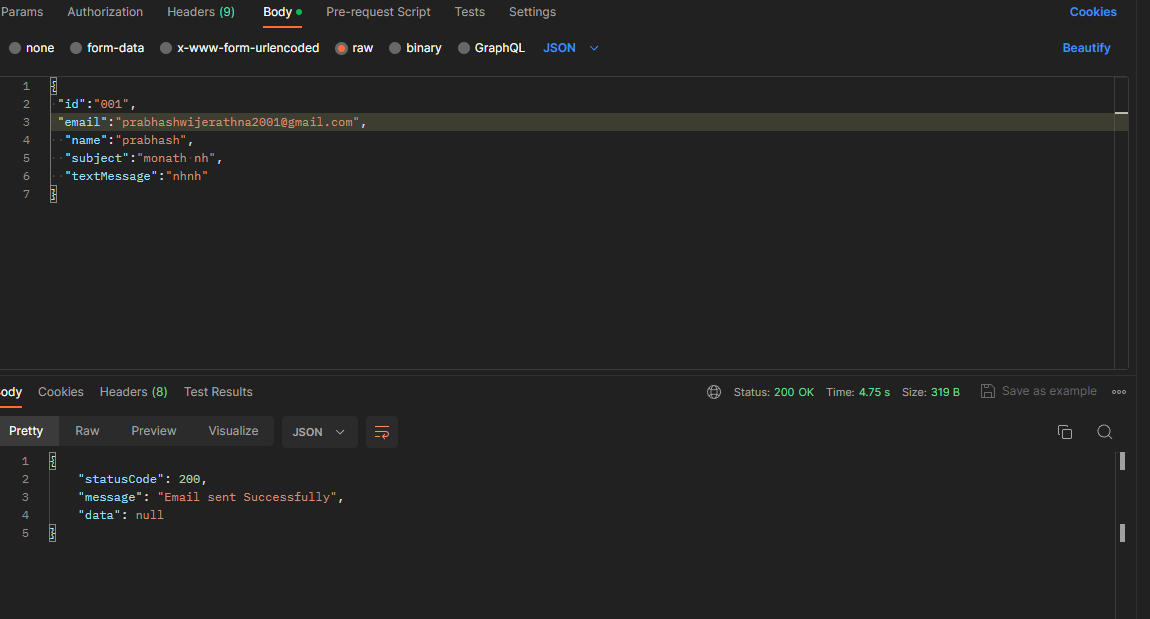 Params Authorization Headers (9) Body Pre-request Script Tests Settings Cookies
none form-data x-www-form-urlencoded raw binary GraphQL JSON Beautify
1 {
2 "id":"001",
3 "email":"prabhashwijerathna2001@gmail.com",
4 "name":"prabhash",
5 "subject":"monath nh",
6 "textMessage":"nhnh"
7 }
ody Cookies Headers (8) Test Results Status: 200 OK Time: 4.75 s Size: 319 B Save as example
Pretty Raw Preview Visualize JSON
1 {
2 "statusCode": 200,
3 "message": "Email sent Successfully",
4 "data": null
5 }